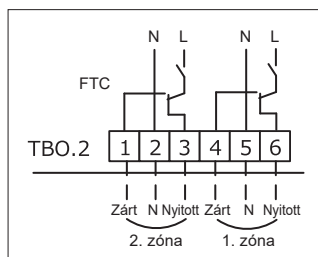 N L N L
FTC
TBO.2 1 2 3 4 5 6
Zárt N Nyitott Zárt N Nyitott
2. zóna 1. zóna